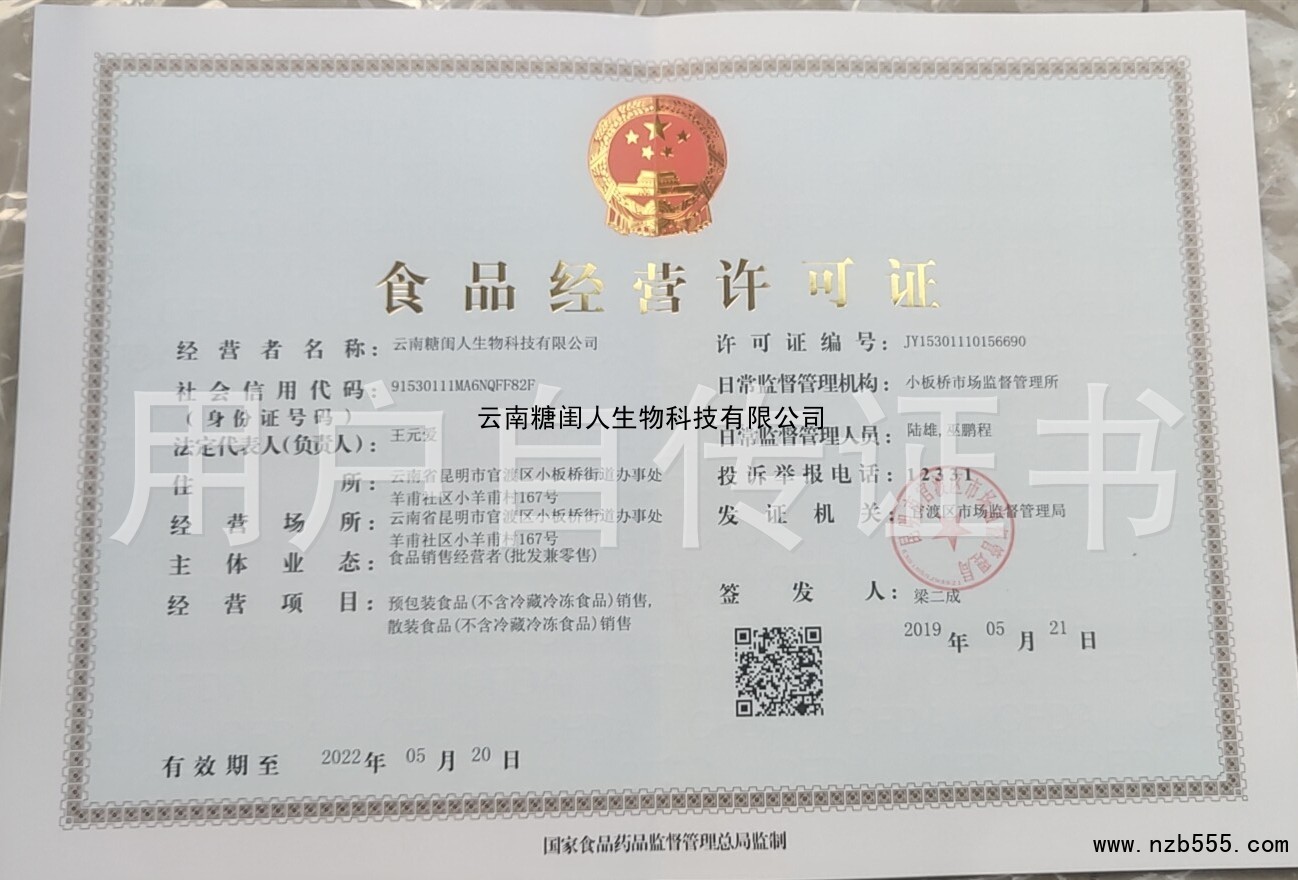 食品经营许可证
经营者名称：云南糖闺人生物科技有限公司
社会信用代码：91530111MA6NQFF82F
（身份证号码）
法定代表人(负责人)：王元爱
住所：云南省昆明市官渡区小板桥街道办事处
羊甫社区小羊甫村167号
经营场所：云南省昆明市官渡区小板桥街道办事处
羊甫社区小羊甫村167号
主体业态：食品销售经营者(批发兼零售)
经营项目：预包装食品(不含冷藏冷冻食品)销售,
散装食品(不含冷藏冷冻食品)销售
许可证编号：JY15301110156690
日常监督管理机构：小板桥市场监督管理所
日常监督管理人员：陆雄,巫鹏程
投诉举报电话：12331
发证机关：官渡区市场监督管理局
签发人：梁二成
2019年05月21日
有效期至 2022年05月20日
国家食品药品监督管理总局监制
用户自传证书
云南糖闺人生物科技有限公司
www.nzb555.com